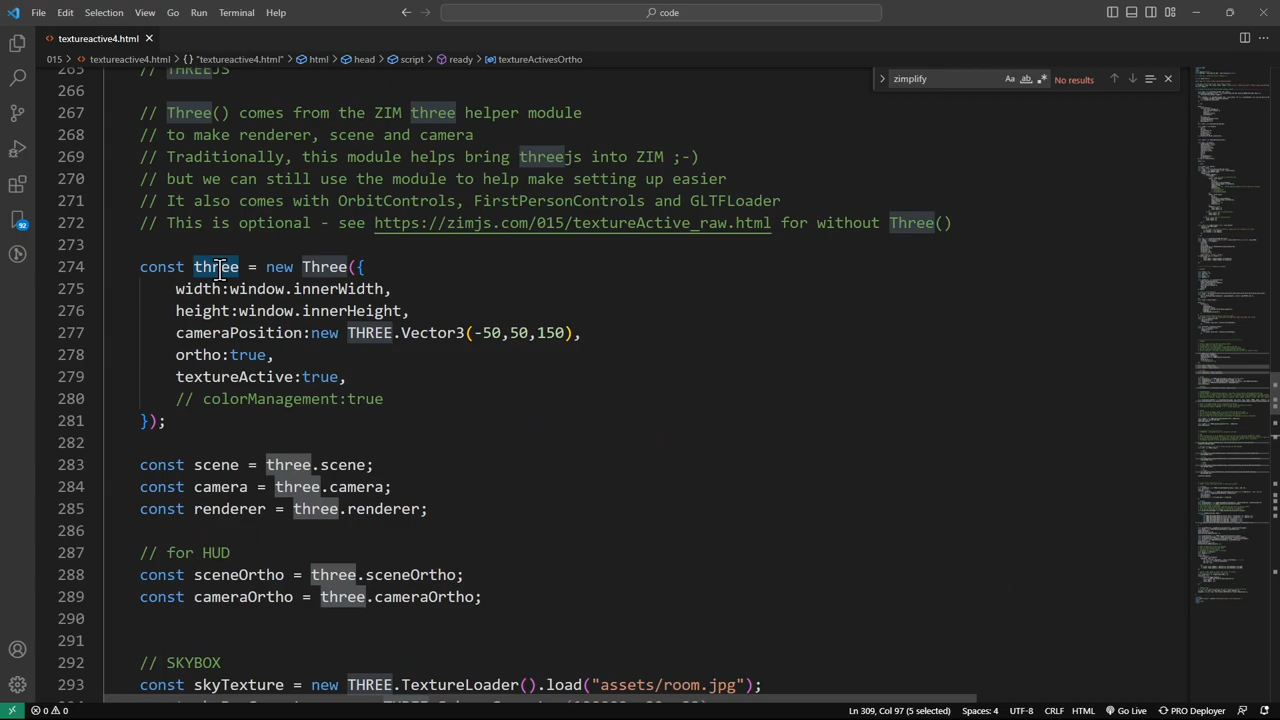 File Edit Selection View Go Run Terminal Help
code
textureactive4.html
015 > textureactive4.html > {} "textureactive4.html" > html > head > script > ready > textureActivesOrtho
zimplify
Aa ab .*
No results
265 // THREEJS
266
267 // Three() comes from the ZIM three helper module
268 // to make renderer, scene and camera
269 // Traditionally, this module helps bring threejs into ZIM ;-)
270 // but we can still use the module to help make setting up easier
271 // It also comes with OrbitControls, FirstPersonControls and GLTFLoader
272 // This is optional - see https://zimjs.com/015/textureActive_raw.html for without Three()
273
274 const three = new Three({
275 width:window.innerWidth,
276 height:window.innerHeight,
277 cameraPosition:new THREE.Vector3(-50,50,150),
278 ortho:true,
279 textureActive:true,
280 // colorManagement:true
281 });
282
283 const scene = three.scene;
284 const camera = three.camera;
285 const renderer = three.renderer;
286
287 // for HUD
288 const sceneOrtho = three.sceneOrtho;
289 const cameraOrtho = three.cameraOrtho;
290
291
292 // SKYBOX
293 const skyTexture = new THREE.TextureLoader().load("assets/room.jpg");
92
0 0
Ln 309, Col 97 (5 selected) Spaces: 4 UTF-8 CRLF HTML Go Live PRO Deployer